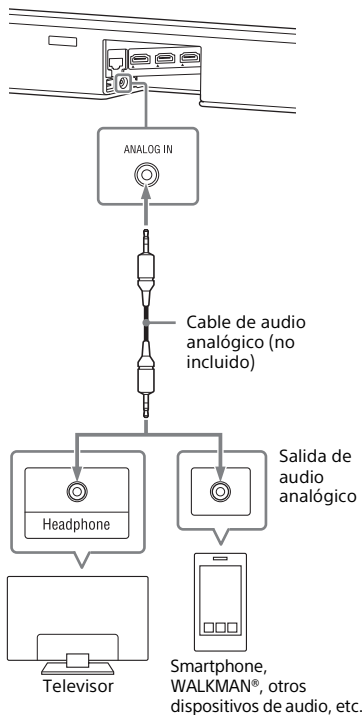 ANALOG IN
Cable de audio
analógico (no
incluido)
Salida de
audio
analógico
Headphone
Televisor
Smartphone,
WALKMAN®, otros
dispositivos de audio, etc.